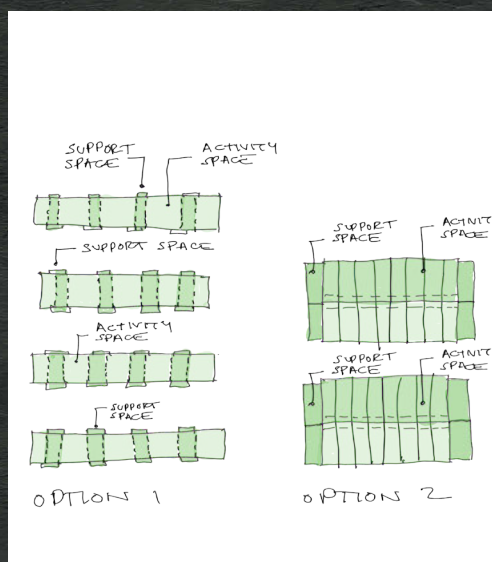 SUPPORT
SPACE
ACTIVITY
SPACE
SUPPORT SPACE
ACTIVITY
SPACE
SUPPORT
SPACE
OPTION 1
SUPPORT
SPACE
ACTIVIT
SPACE
SUPPORT
SPACE
ACTIVIT
SPACE
OPTION 2